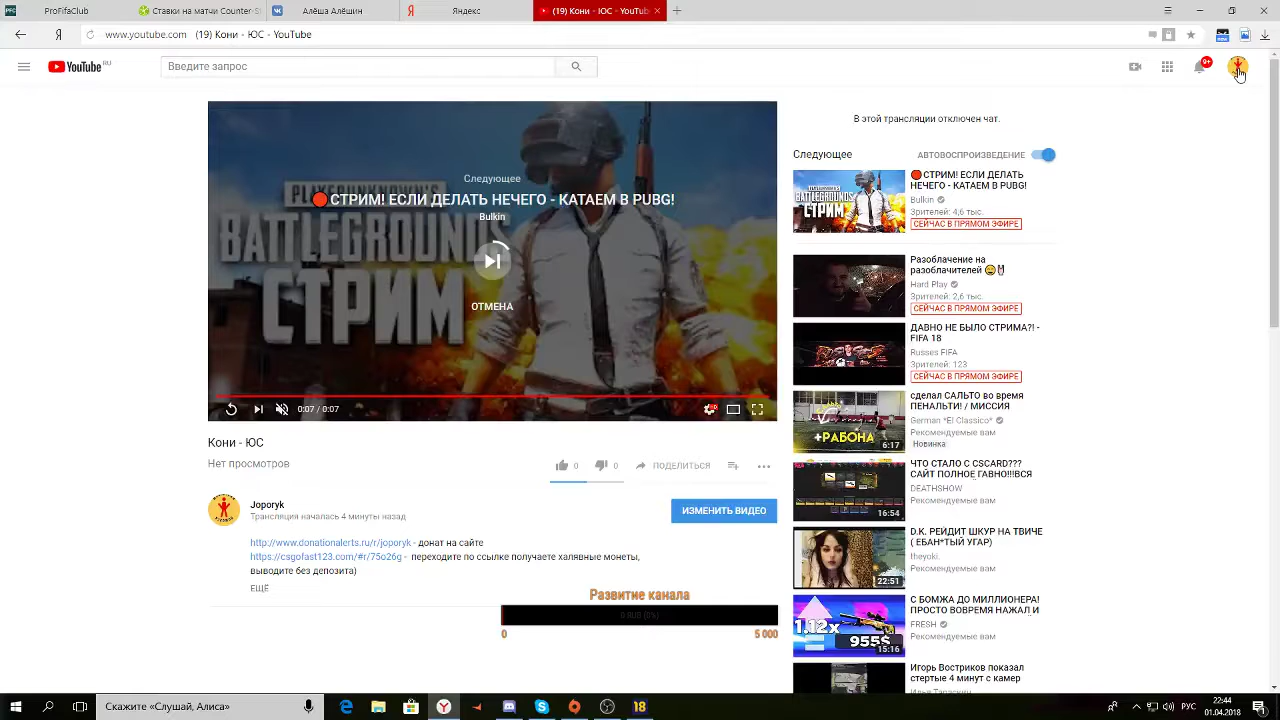 ProFifaClub
Ставки на матчи Counter-S
Алёша Алёшин
Яндекс
(19) Кони - ЮС - YouTub
www.youtube.com
(19) Кони - ЮС - YouTube
YouTube RU
Введите запрос
9+
Следующее
СТРИМ! ЕСЛИ ДЕЛАТЬ НЕЧЕГО - КАТАЕМ В PUBG!
Bulkin
ОТМЕНА
0:07 / 0:07
В этой трансляции отключен чат.
Следующее
АВТОВОСПРОИЗВЕДЕНИЕ
BATTLEGROUNDS
СТРИМ
СТРИМ! ЕСЛИ ДЕЛАТЬ
НЕЧЕГО - КАТАЕМ В PUBG!
Bulkin
Зрителей: 4,6 тыс.
СЕЙЧАС В ПРЯМОМ ЭФИРЕ
Разоблачение на
разоблачителей
Hard Play
Зрителей: 2,6 тыс.
СЕЙЧАС В ПРЯМОМ ЭФИРЕ
ДАВНО НЕ БЫЛО СТРИМА?! -
FIFA 18
Russes FIFA
Зрителей: 123
СЕЙЧАС В ПРЯМОМ ЭФИРЕ
+РАБОНА
6:17
сделал САЛЬТО во время
ПЕНАЛЬТИ! / МИССИЯ
German *El Classico*
Рекомендуемые вам
Новинка
16:54
ЧТО СТАЛО С CSCARD???
САЙТ ПОЛНОЕ ГАВНО!!!ВСЯ
DEATHSHOW
Рекомендуемые вам
22:51
D.K. РЕЙДИТ ШКУР НА ТВИЧЕ
( ЕБАН*ТЫЙ УГАР)
theyoki.
Рекомендуемые вам
1.12x
955$
15:16
С БОМЖА ДО МИЛЛИОНЕРА!
ПРОСТО ВОВРЕМЯ НАЖАЛ И
FRESH
Рекомендуемые вам
Игорь Востриков показал
стертые 4 минут с камер
Илья Тараскин
Кони - ЮС
Нет просмотров
0
0
ПОДЕЛИТЬСЯ
Joporyk
Трансляция началась 4 минуты назад
ИЗМЕНИТЬ ВИДЕО
http://www.donationalerts.ru/r/joporyk - донат на сайте
https://csgofast123.com/#r/75o26g - переходите по ссылке получаете халявные монеты,
выводите без депозита)
ЕЩЁ
Развитие канала
0 RUB (0%)
0
5 000
Скажите «Слушай, Алиса»
18
РУС
22:44
01.04.2018